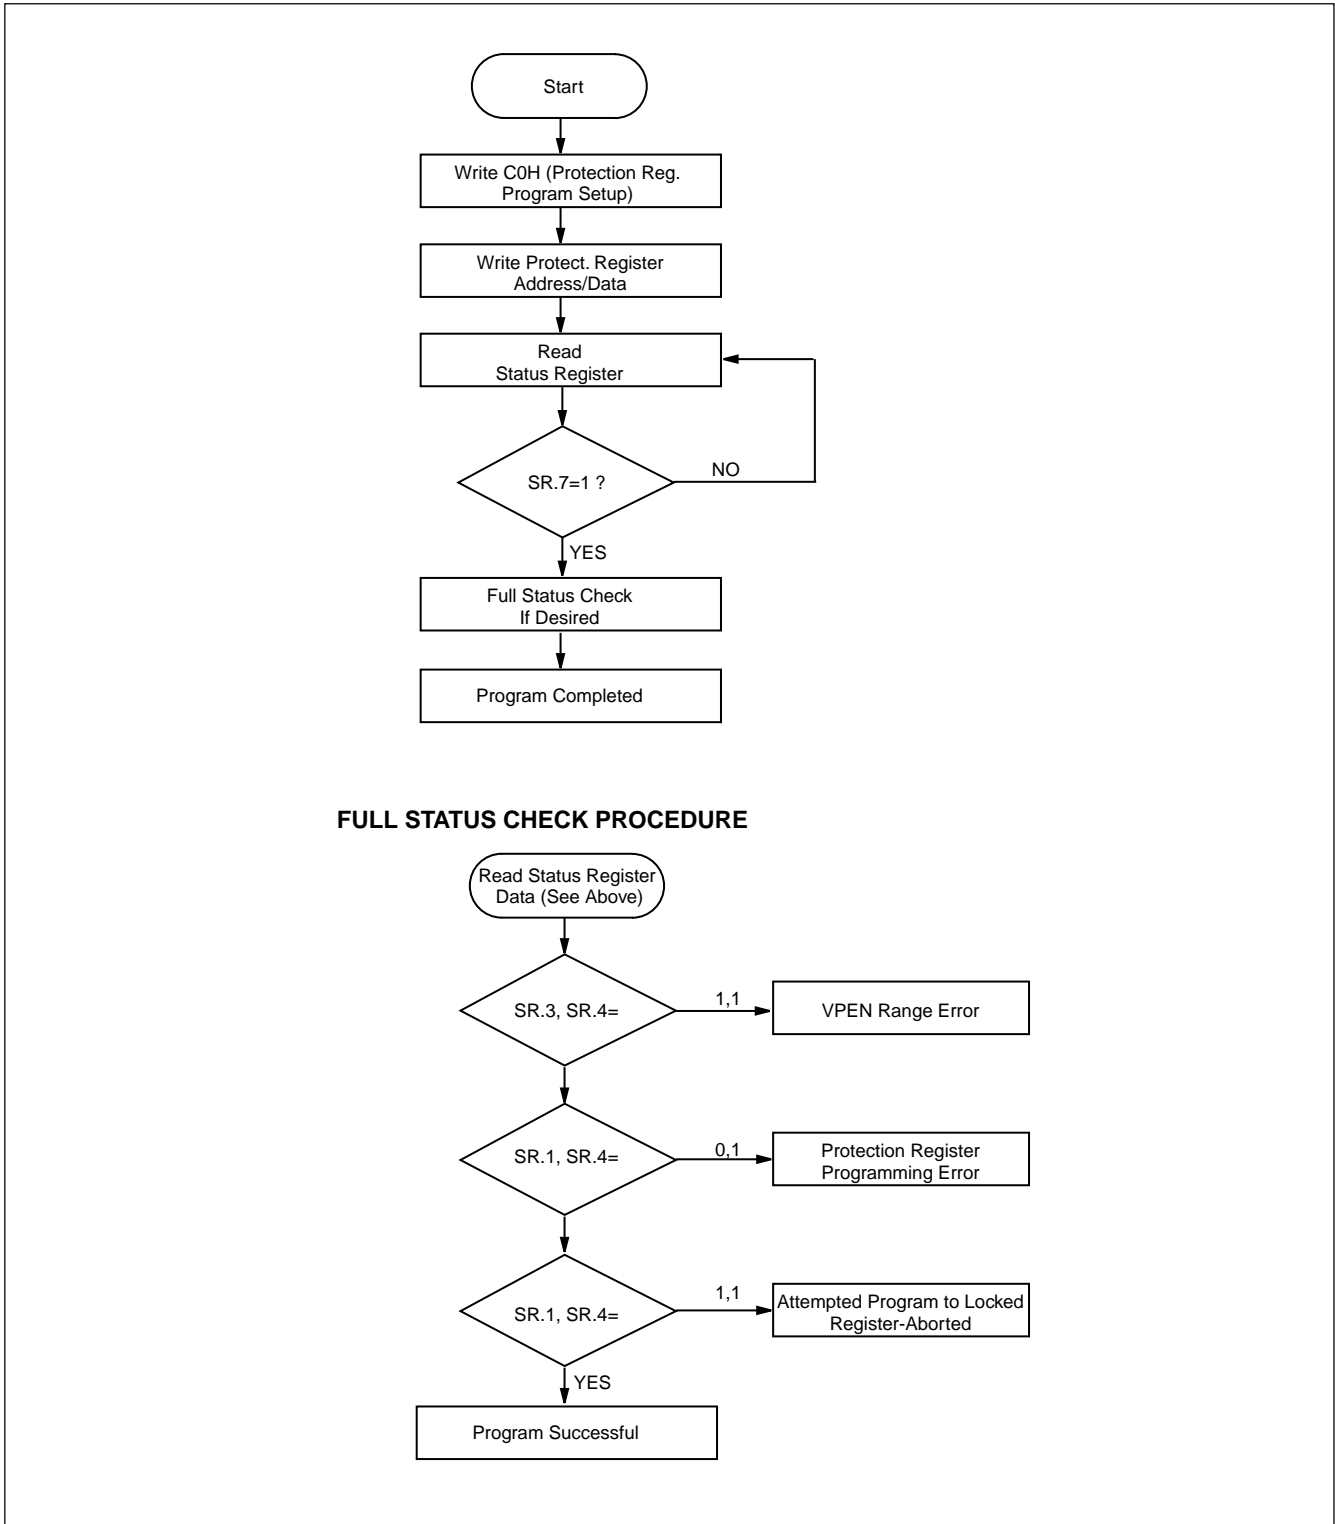 Start
Write C0H (Protection Reg.
Program Setup)
Write Protect. Register
Address/Data
Read
Status Register
SR.7=1 ?
NO
YES
Full Status Check
If Desired
Program Completed
FULL STATUS CHECK PROCEDURE
Read Status Register
Data (See Above)
SR.3, SR.4=
1,1
VPEN Range Error
SR.1, SR.4=
0,1
Protection Register
Programming Error
SR.1, SR.4=
1,1
Attempted Program to Locked
Register-Aborted
YES
Program Successful